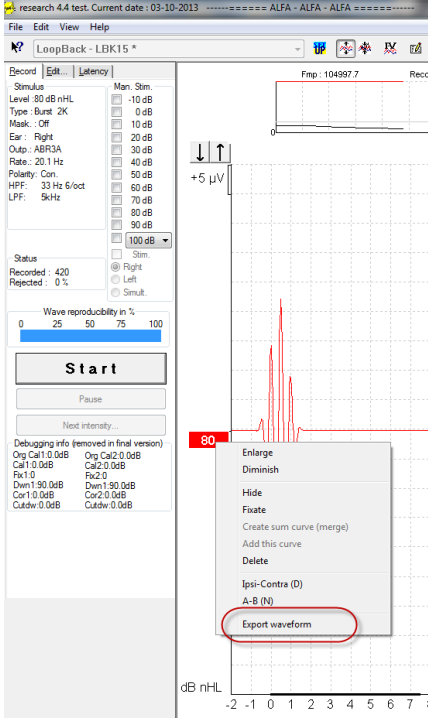 research 4.4 test. Current date : 03-10-2013 ------====== ALFA - ALFA - ALFA ======------
File Edit View Help
LoopBack - LBK15 *
UP
Record Edit... Latency
Stimulus
Level :80 dB nHL
Type : Burst 2K
Mask. : Off
Ear : Right
Outp.: ABR3A
Rate.: 20.1 Hz
Polarity: Con.
HPF: 33 Hz 6/oct
LPF: 5kHz
Man. Stim.
-10 dB
0 dB
10 dB
20 dB
30 dB
40 dB
50 dB
60 dB
70 dB
80 dB
90 dB
100 dB
Stim.
Right
Left
Simult.
Status
Recorded : 420
Rejected : 0 %
Wave reproducibility in %
0 25 50 75 100
Start
Pause
Next intensity...
Debugging info (removed in final version)
Org Cal1:0.0dB Org Cal2:0.0dB
Cal1:0.0dB Cal2:0.0dB
Fix1:0 Fix2:0
Dwn1:90.0dB Dwn1:90.0dB
Cor1:0.0dB Cor2:0.0dB
Cutdw:0.0dB Cutdw:0.0dB
Fmp : 104997.7 Reco
0
+5 µV
80
Enlarge
Diminish
Hide
Fixate
Create sum curve (merge)
Add this curve
Delete
Ipsi-Contra (D)
A-B (N)
Export waveform
dB nHL
-2 -1 0 1 2 3 4 5 6 7 8